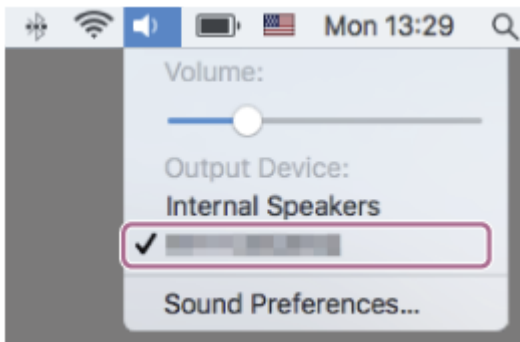 Mon 13:29
Volume:
Output Device:
Internal Speakers
Sound Preferences...